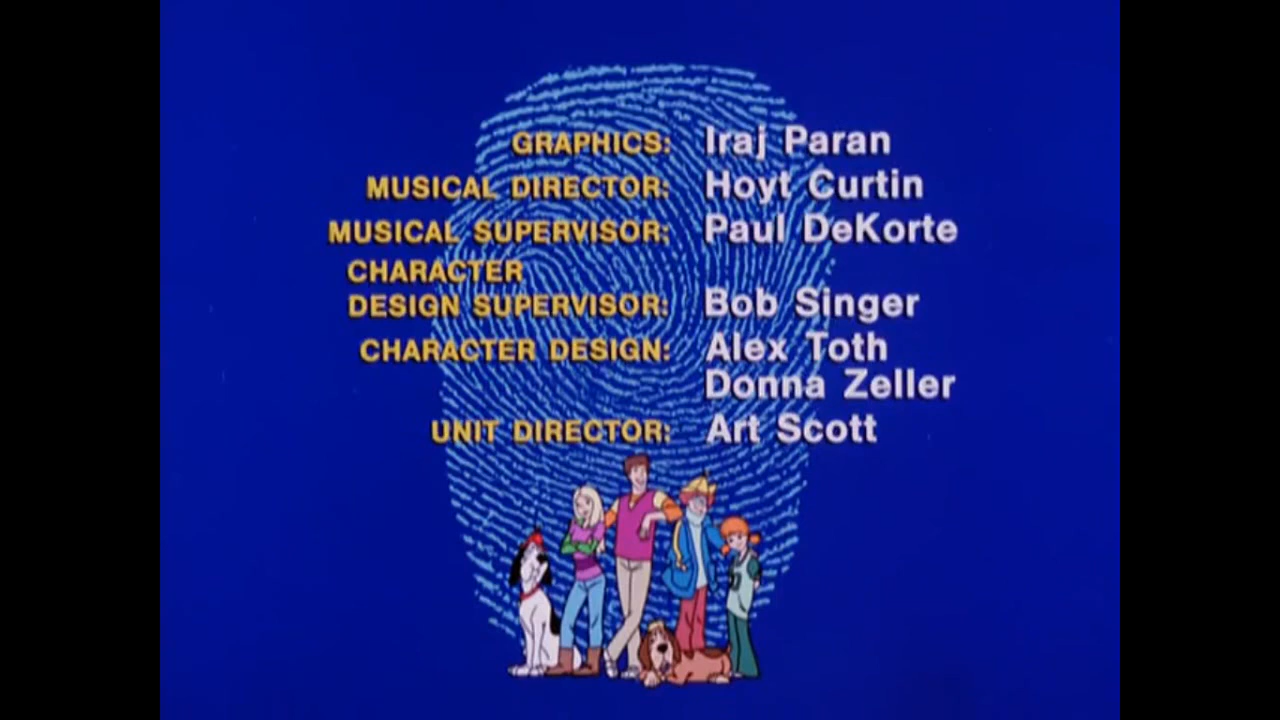 GRAPHICS: Iraj Paran
MUSICAL DIRECTOR: Hoyt Curtin
MUSICAL SUPERVISOR: Paul DeKorte
CHARACTER
DESIGN SUPERVISOR: Bob Singer
CHARACTER DESIGN: Alex Toth
Donna Zeller
UNIT DIRECTOR: Art Scott